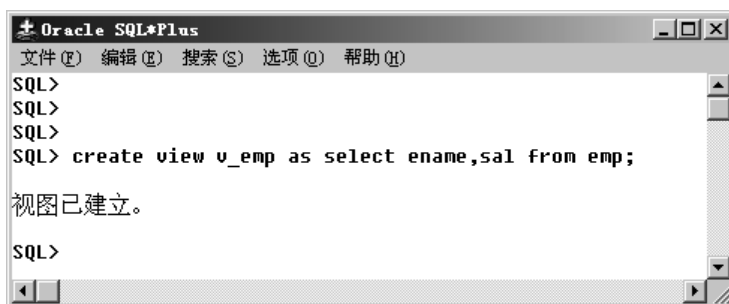 Oracle SQL*Plus
文件(F) 编辑(E) 搜索(S) 选项(O) 帮助(H)
SQL>
SQL>
SQL>
SQL> create view v_emp as select ename,sal from emp;
视图已建立。
SQL>